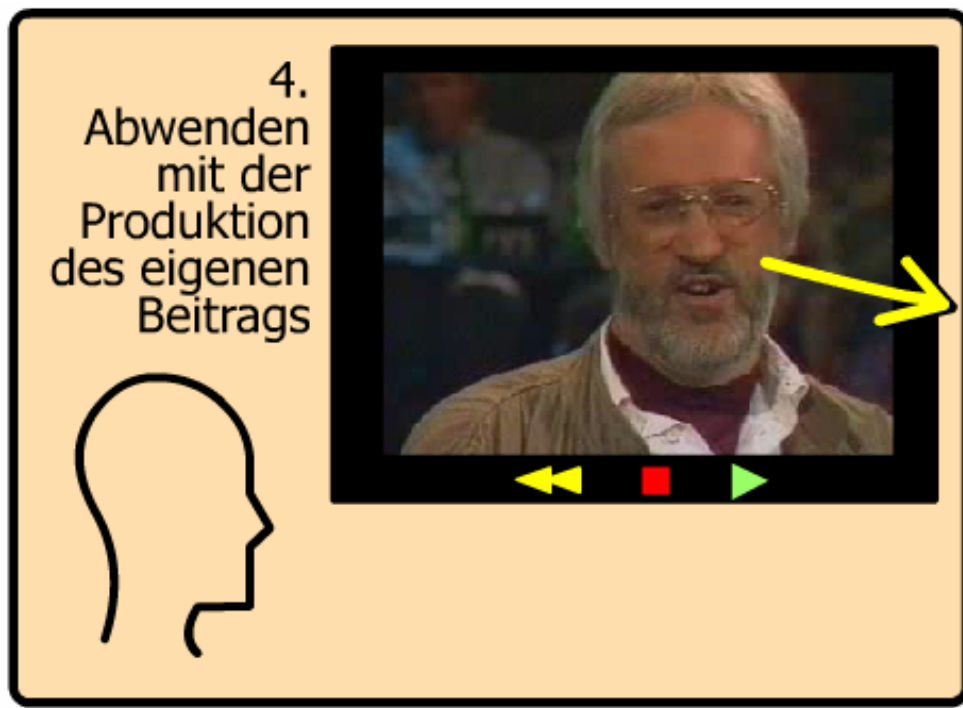 4.
Abwenden
mit der
Produktion
des eigenen
Beitrags